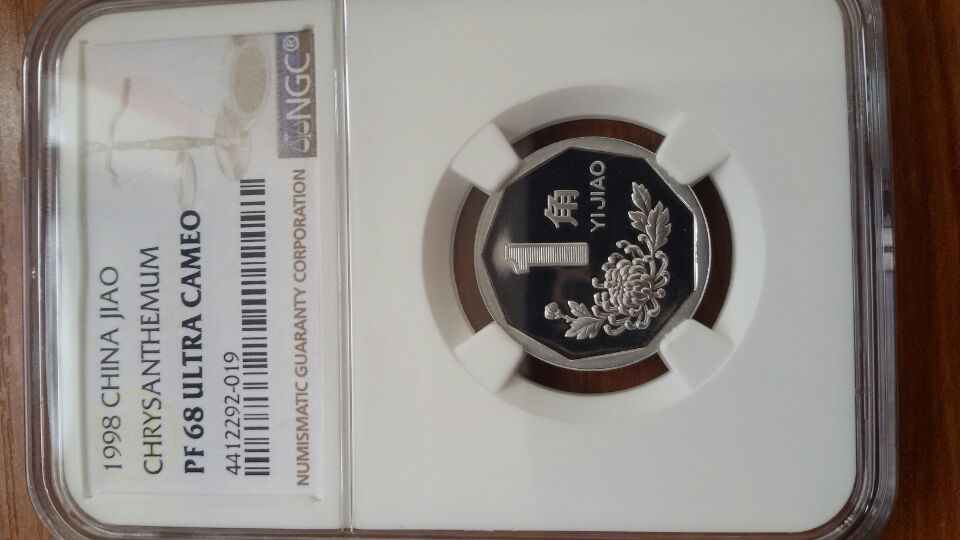 1998 CHINA JIAO
CHRYSANTHEMUM
PF 68 ULTRA CAMEO
4412292-019
NUMISMATIC GUARANTY CORPORATION
NGC®
1角
YI JIAO